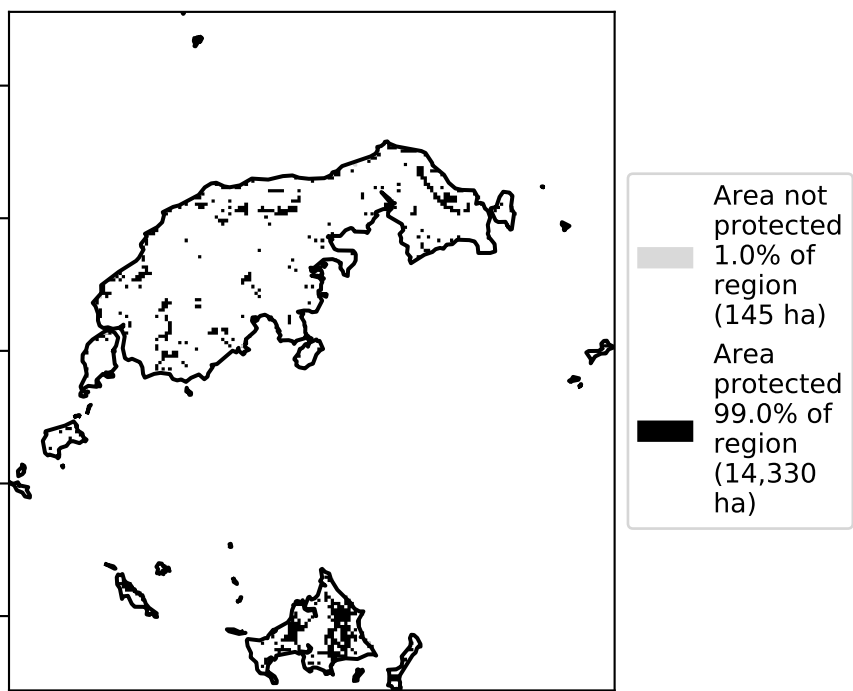 Area not
protected
1.0% of
region
(145 ha)
Area
protected
99.0% of
region
(14,330
ha)